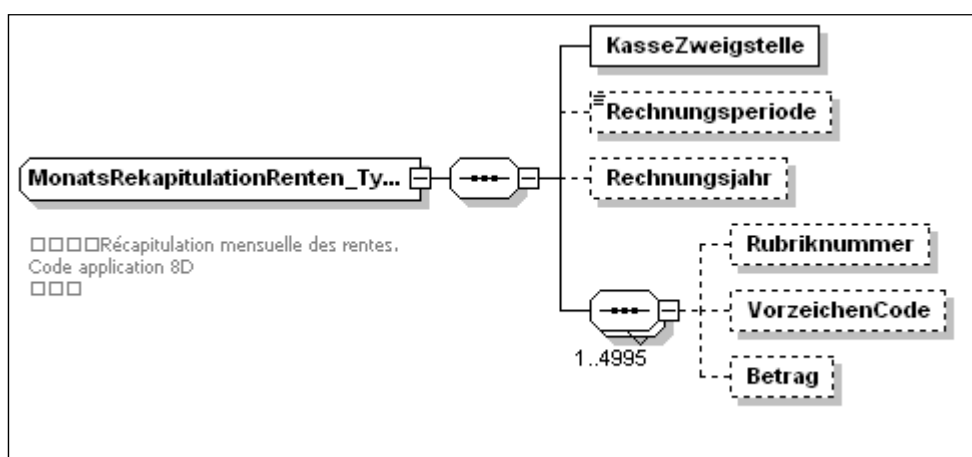 KasseZweigstelle
Rechnungsperiode
MonatsRekapitulationRenten_Ty...
Rechnungsjahr
Récapitulation mensuelle des rentes.
Code application 8D
Rubriknummer
VorzeichenCode
1..4995
Betrag